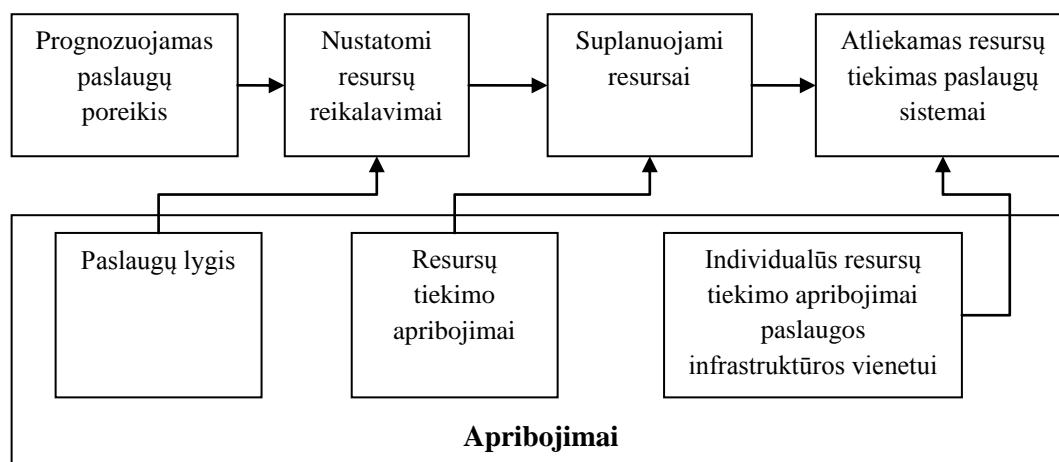 Prognozuojamas
paslaugų
poreikis
Nustatomi
resursų
reikalavimai
Suplanuojami
resursai
Atliekamas resursų
tiekimas paslaugų
sistemai
Paslaugų lygis
Resursų
tiekimo
apribojimai
Individualūs resursų
tiekimo apribojimai
paslaugos
infrastruktūros vienetui
Apribojimai